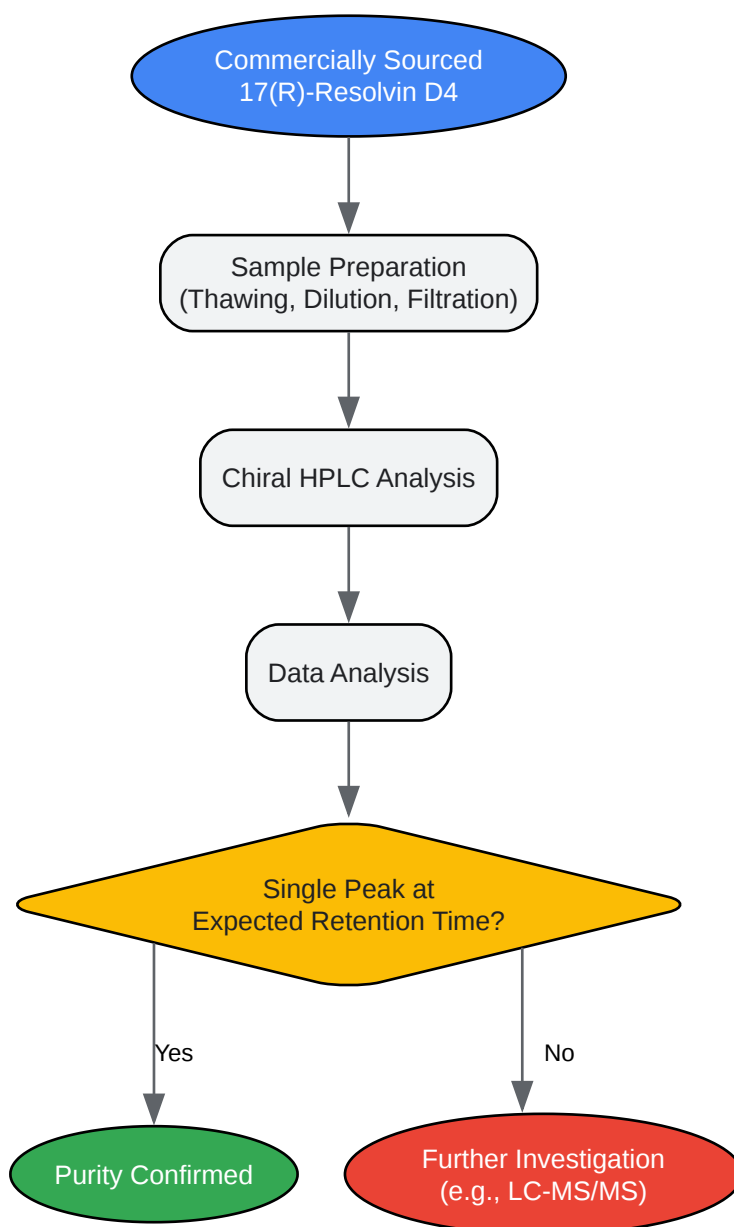 Commercially Sourced
17(R)-Resolvin D4
Sample Preparation
(Thawing, Dilution, Filtration)
Chiral HPLC Analysis
Data Analysis
Single Peak at
Expected Retention Time?
Yes
No
Purity Confirmed
Further Investigation
(e.g., LC-MS/MS)